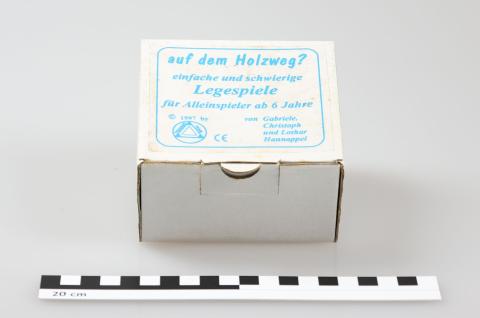 auf dem Holzweg?
einfache und schwierige
Legespiele
für Alleinspieler ab 6 Jahre
© 1997 by
von Gabriele,
Christoph
und Lothar
Hannappel
CE
20 cm